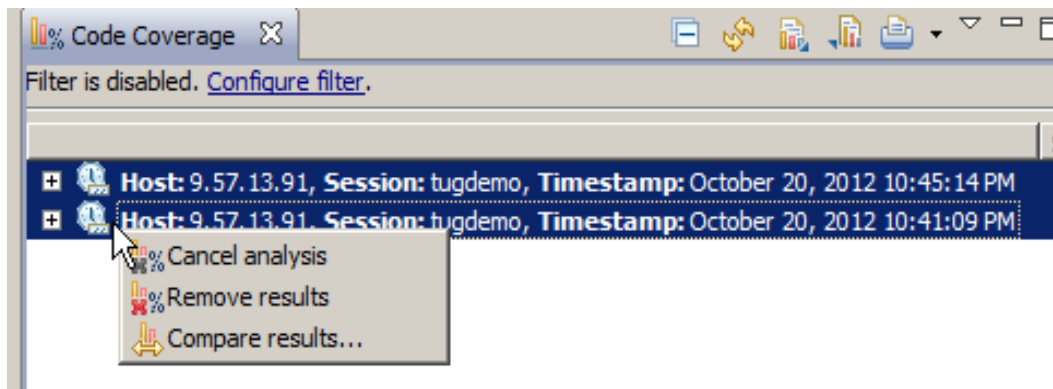 Code Coverage
Filter is disabled. Configure filter.
Host: 9.57.13.91, Session: tugdemo, Timestamp: October 20, 2012 10:45:14 PM
Host: 9.57.13.91, Session: tugdemo, Timestamp: October 20, 2012 10:41:09 PM
Cancel analysis
Remove results
Compare results...